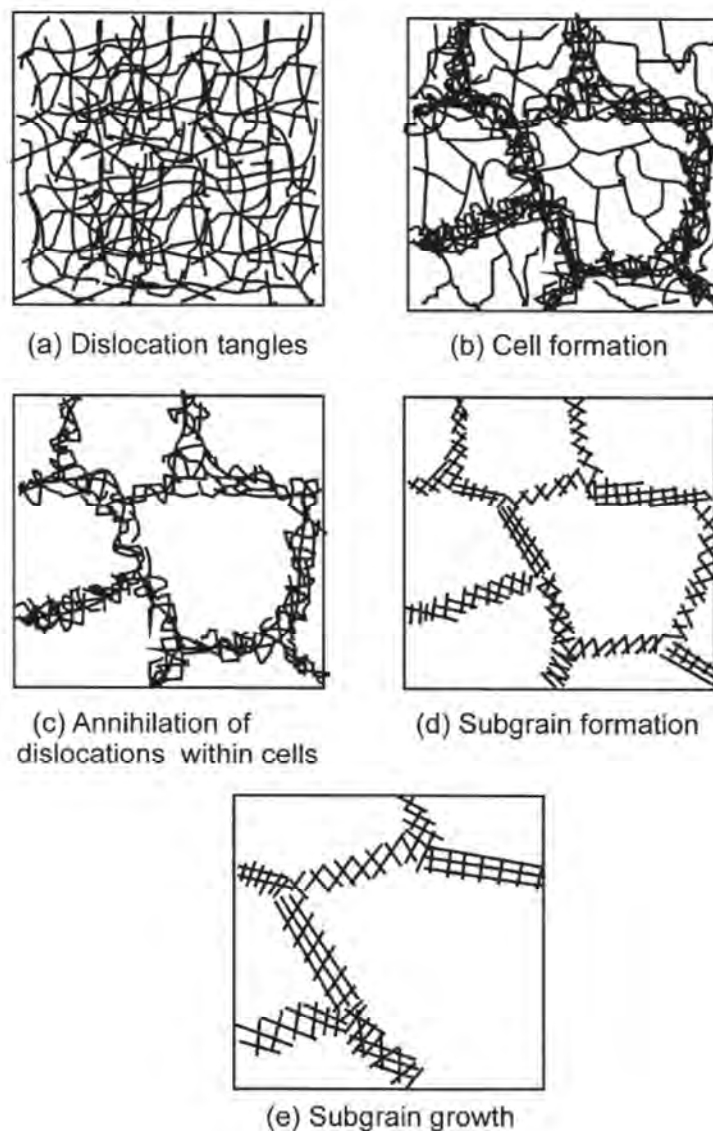 (a) Dislocation tangles
(b) Cell formation
(c) Annihilation of
dislocations within cells
(d) Subgrain formation
(e) Subgrain growth